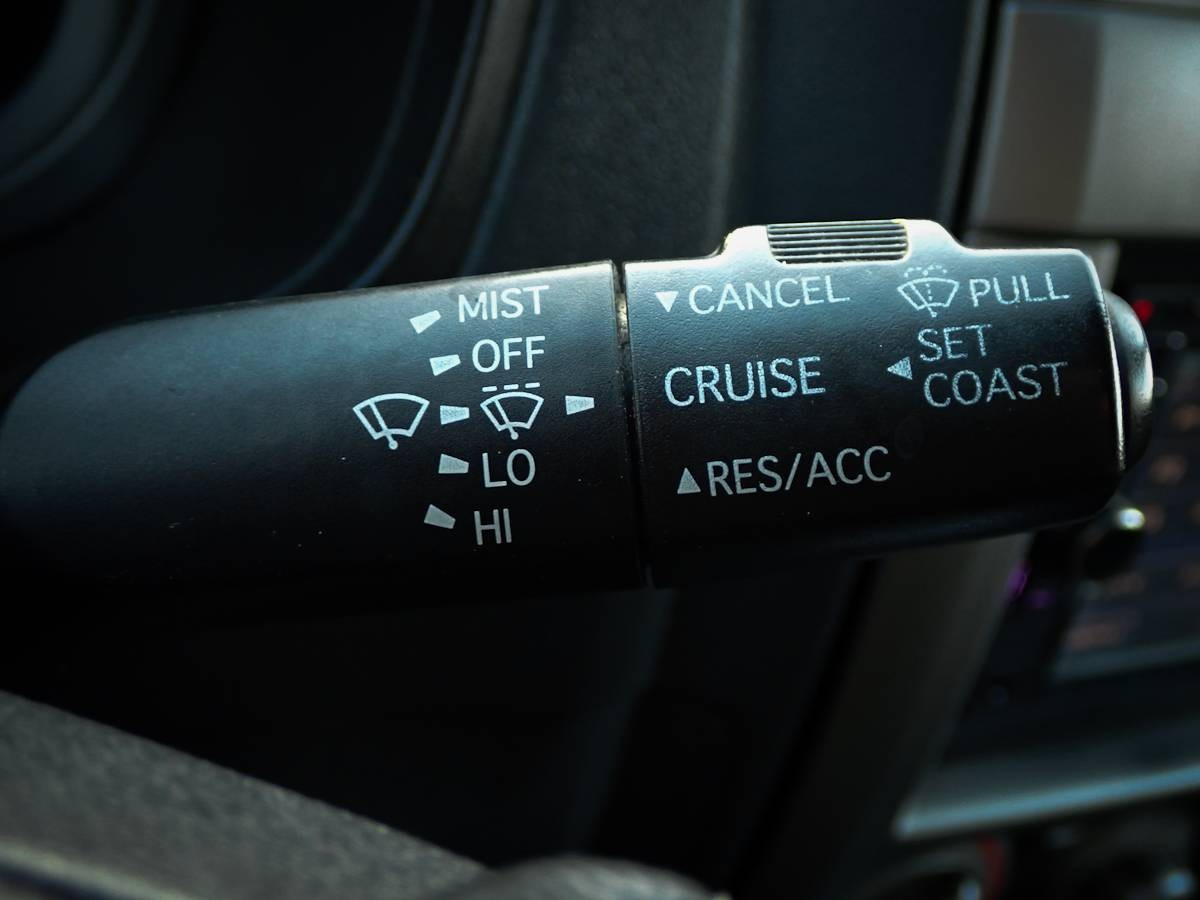 MIST
OFF
LO
HI
CANCEL
PULL
CRUISE
SET
COAST
RES/ACC